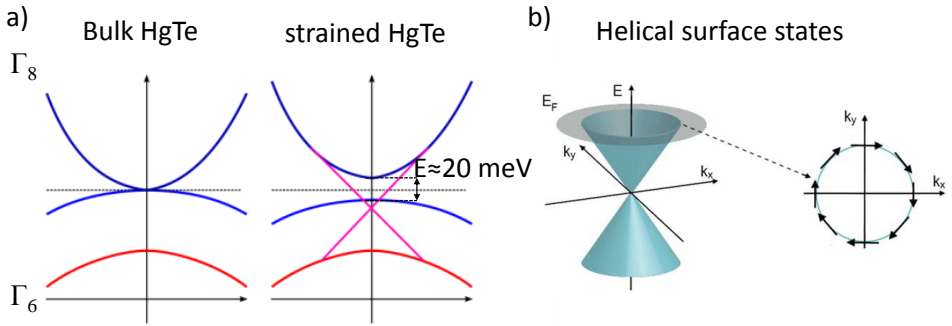 a)
Bulk HgTe
strained HgTe
Γ8
E≈20 meV
Γ6
b)
Helical surface states
E
EF
ky
kx
ky
kx